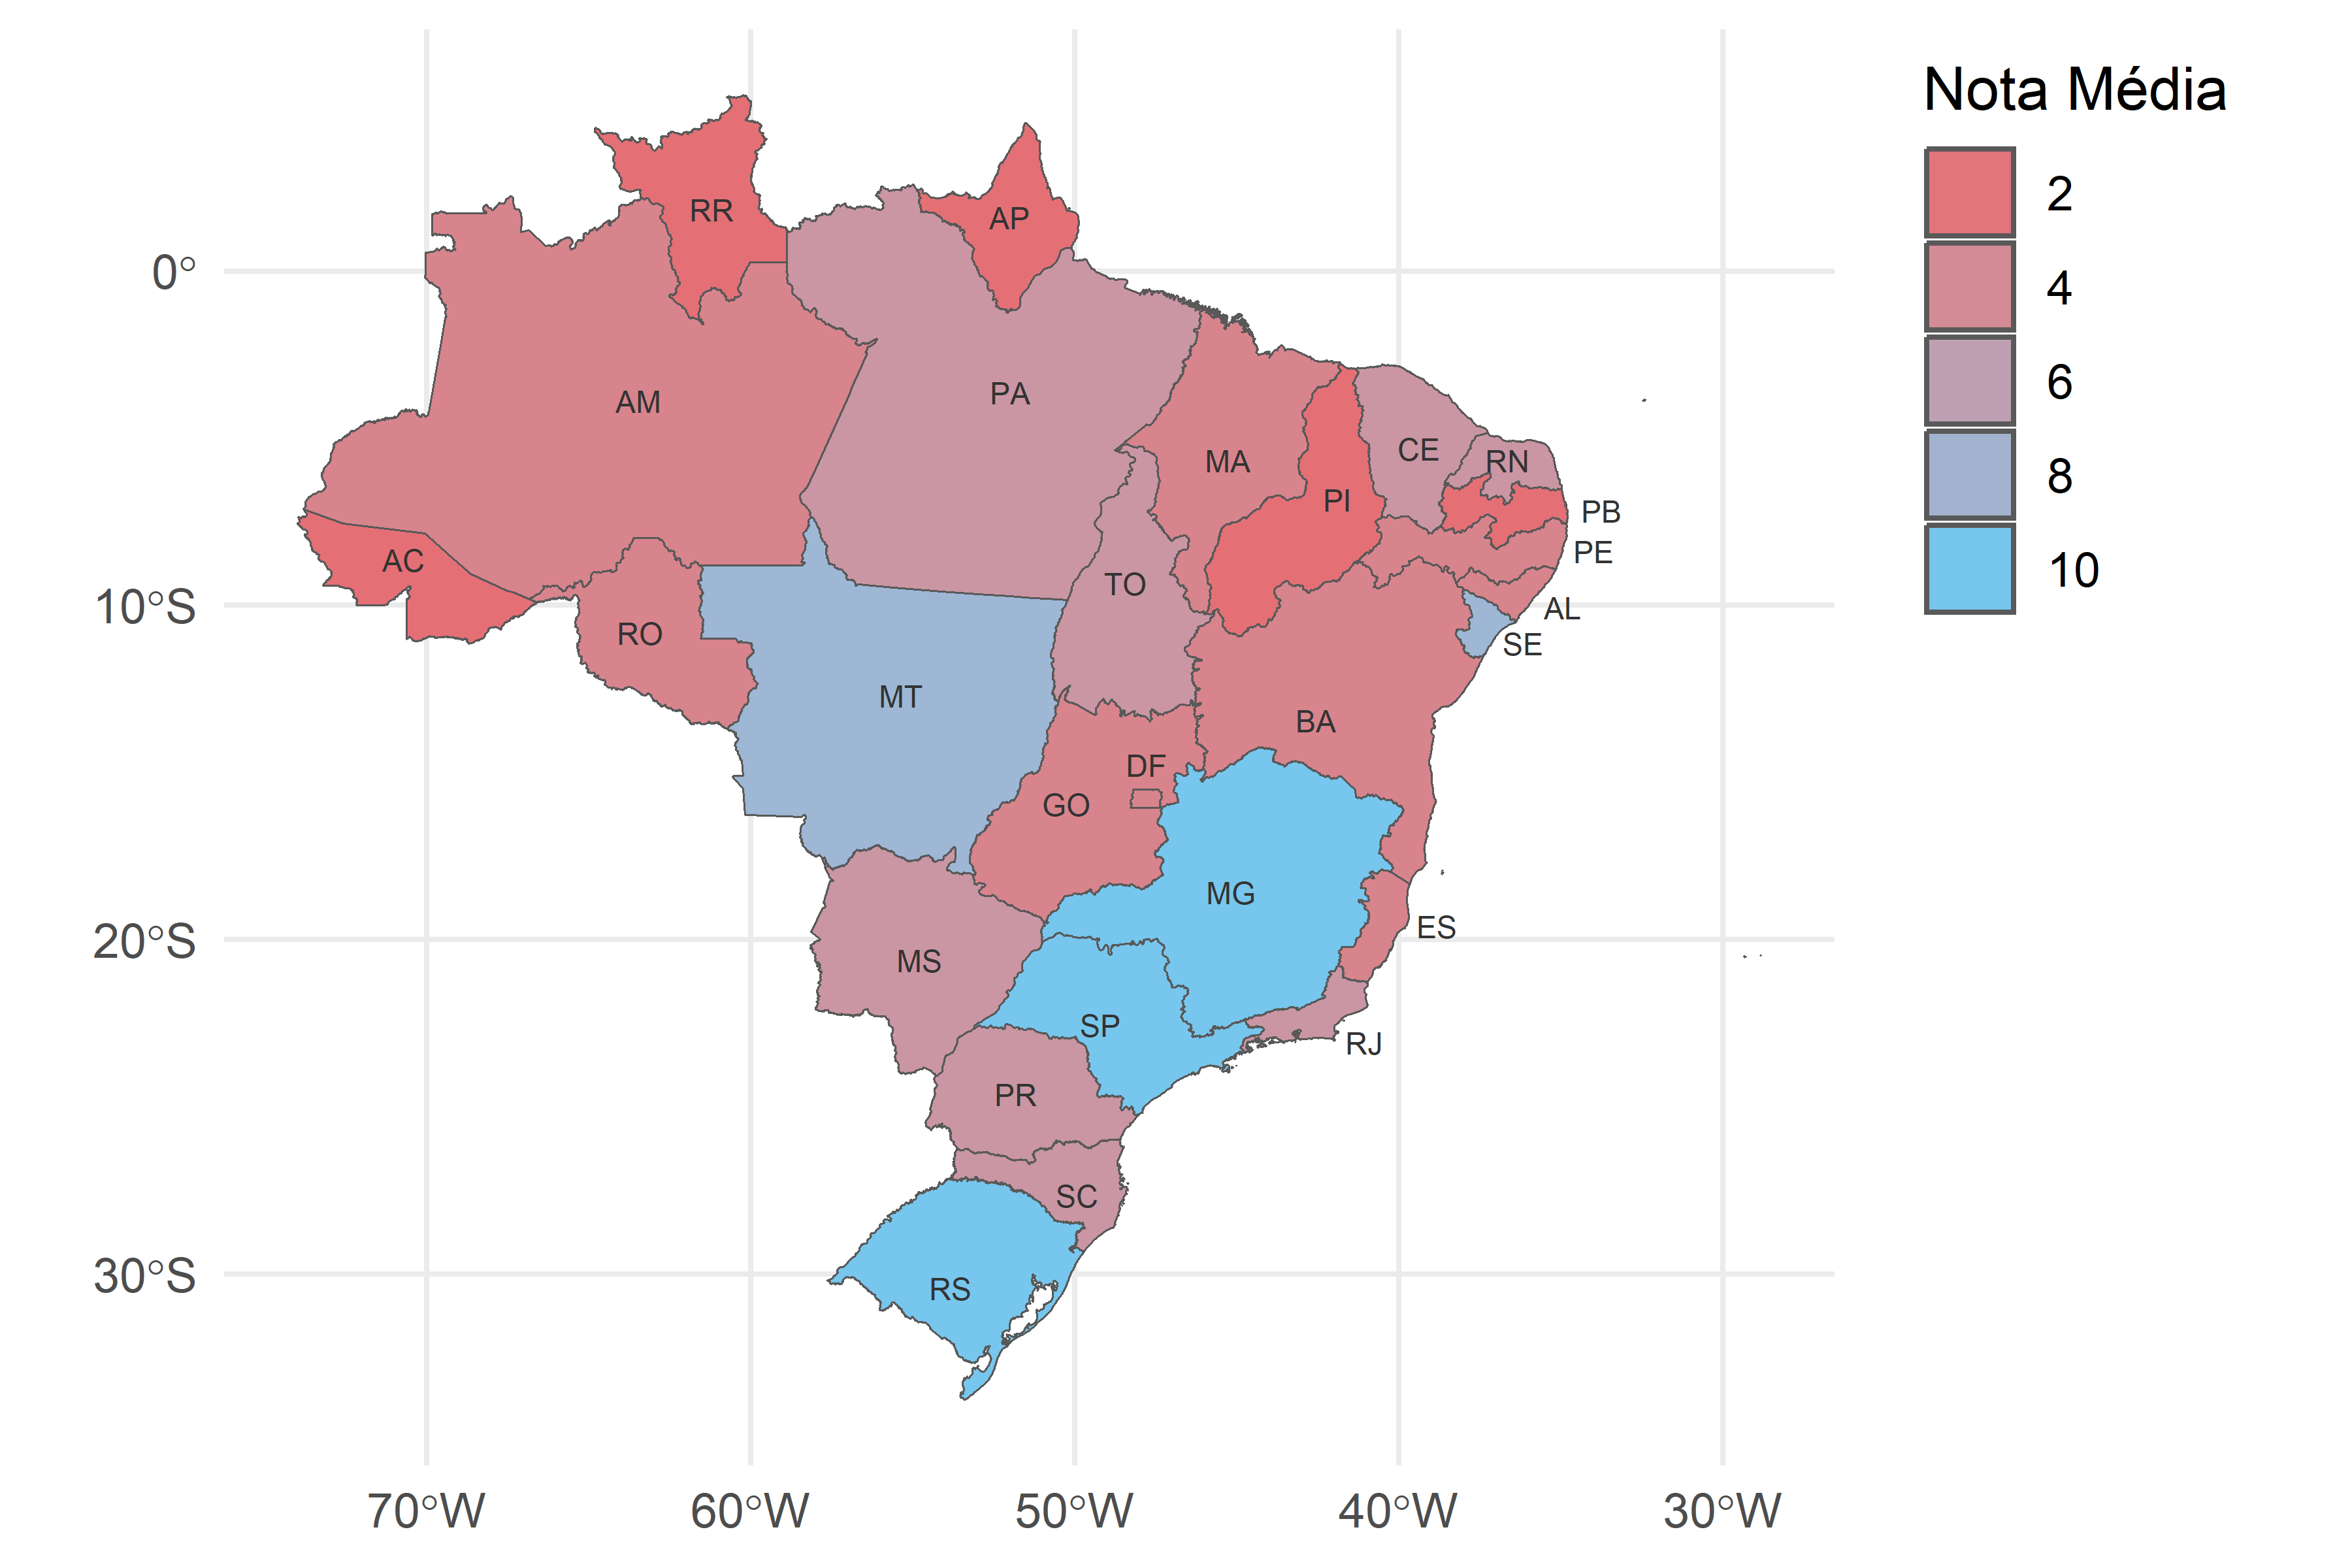 Nota Média
2
4
6
8
10
0°
10°S
20°S
30°S
RR
AP
AM
PA
MA
CE
RN
PI
PB
PE
AC
TO
AL
RO
SE
MT
BA
DF
GO
MG
ES
MS
SP
RJ
PR
SC
RS
70°W
60°W
50°W
40°W
30°W